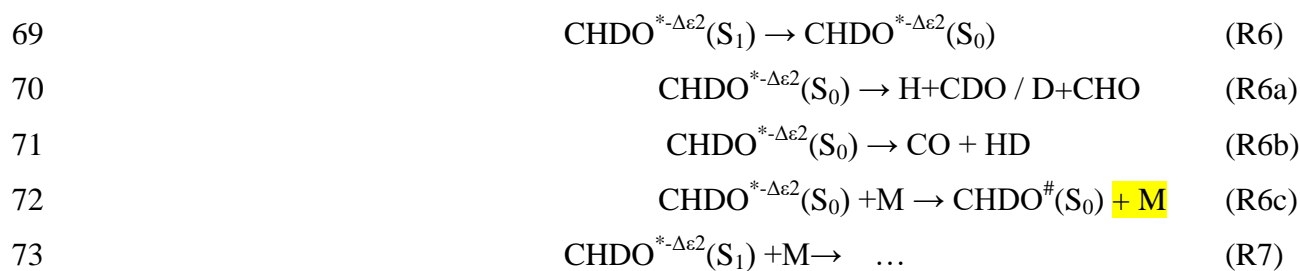 69 CHDO*-Δε2(S1) → CHDO*-Δε2(S0) (R6)
70 CHDO*-Δε2(S0) → H+CDO / D+CHO (R6a)
71 CHDO*-Δε2(S0) → CO + HD (R6b)
72 CHDO*-Δε2(S0) +M → CHDO#(S0) + M (R6c)
73 CHDO*-Δε2(S1) +M→ … (R7)